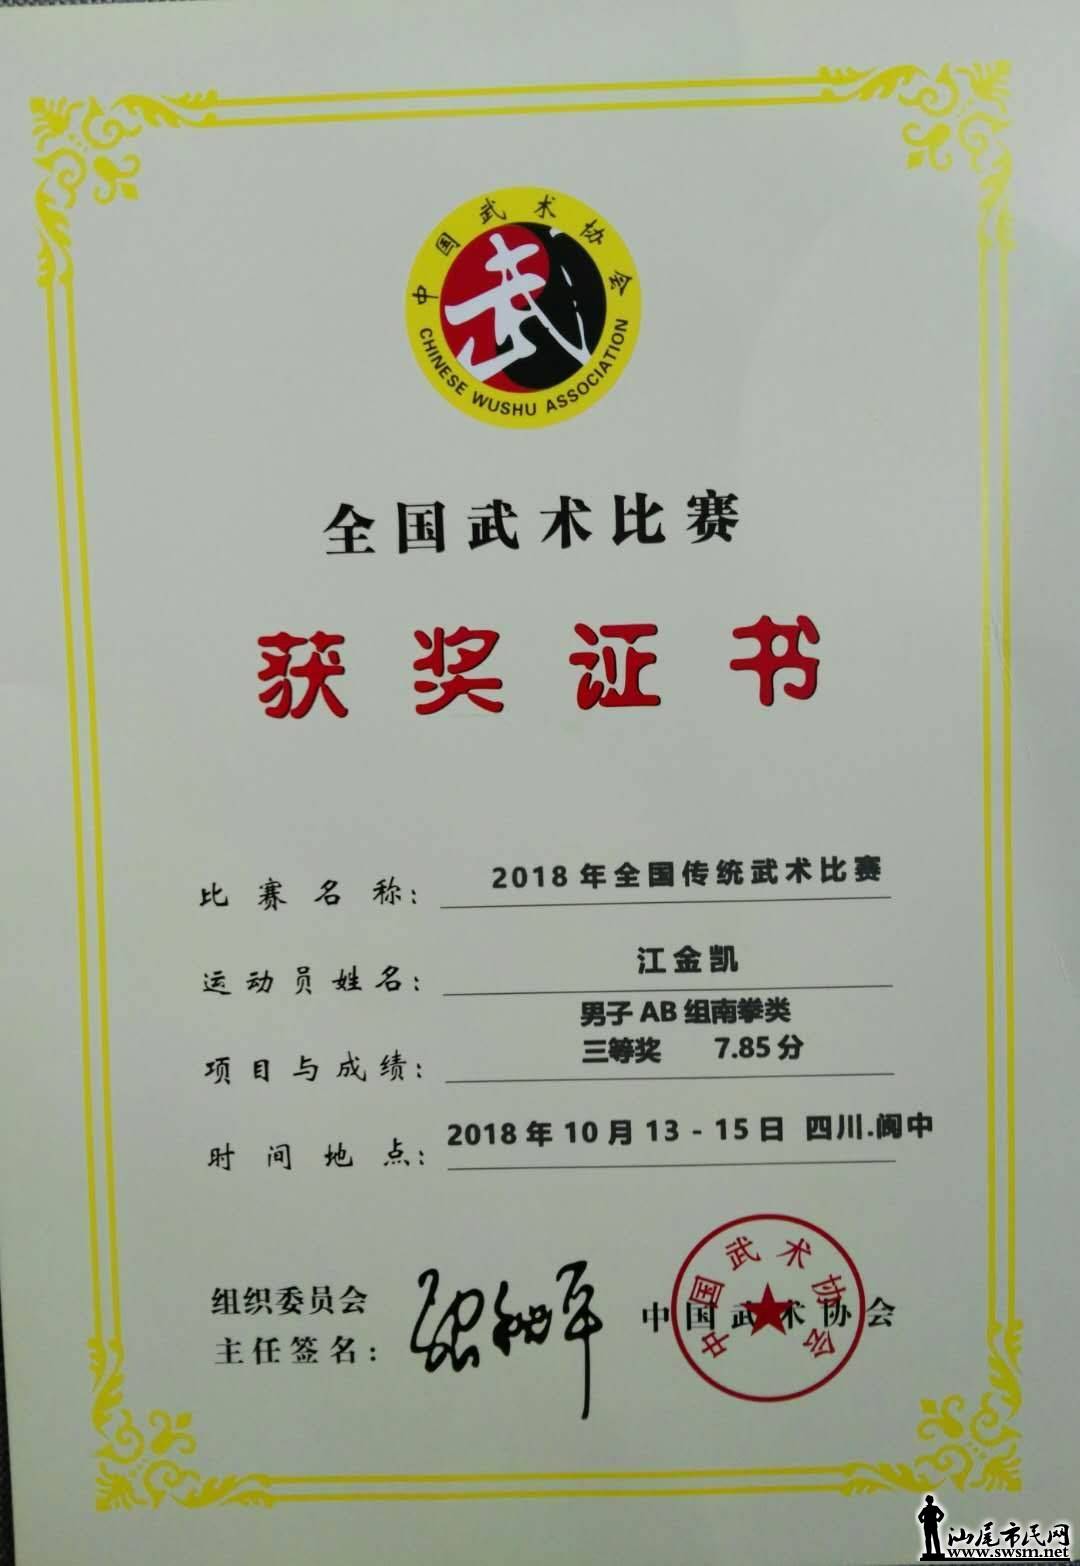 中国武术协会
武
CHINESE WUSHU ASSOCIATION
全国武术比赛
获奖证书
比赛名称： 2018年全国传统武术比赛
运动员姓名： 江金凯
男子AB组南拳类
项目与成绩： 三等奖 7.85分
时间地点： 2018年10月13-15日 四川.阆中
组织委员会
主任签名：
中国武术协会
中国武术协会
汕尾市民网
www.swsm.net